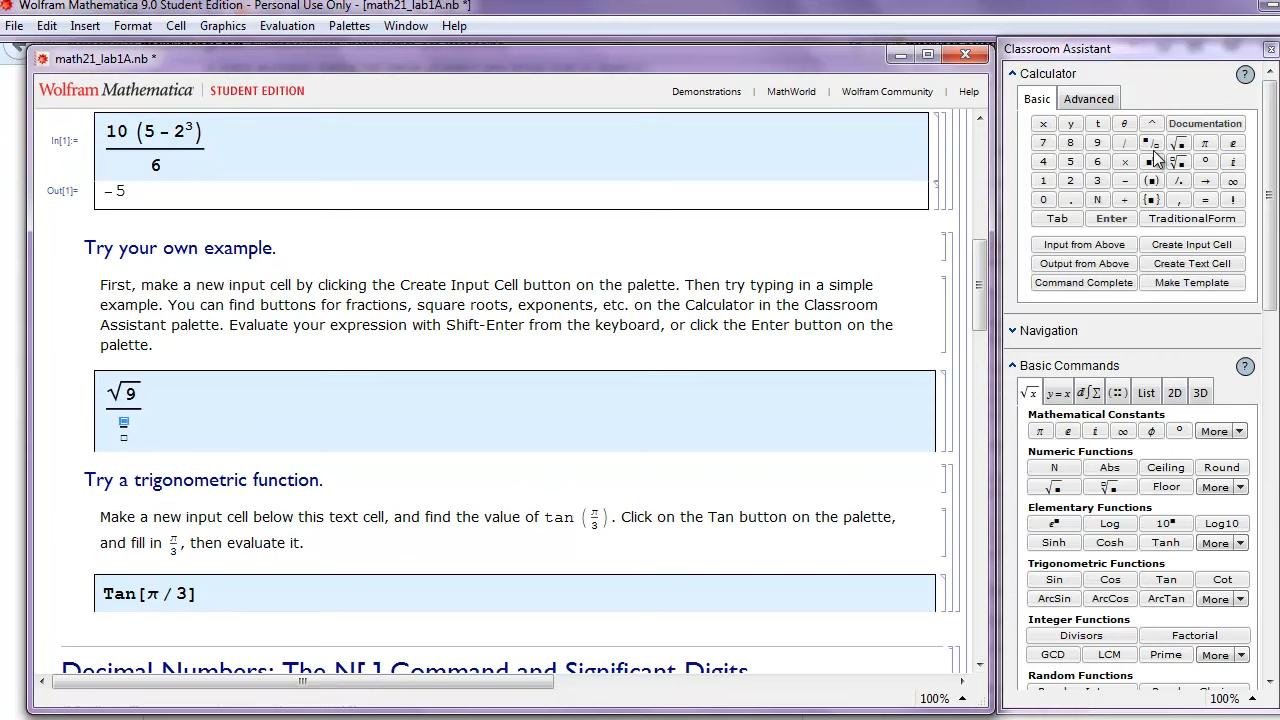 Wolfram Mathematica 9.0 Student Edition - Personal Use Only - [math21_lab1A.nb *]
File Edit Insert Format Cell Graphics Evaluation Palettes Window Help
math21_lab1A.nb *
Wolfram Mathematica | STUDENT EDITION
Demonstrations | MathWorld | Wolfram Community | Help
In[1]:=
10 (5 - 2³)
6
Out[1]= - 5
Try your own example.
First, make a new input cell by clicking the Create Input Cell button on the palette. Then try typing in a simple
example. You can find buttons for fractions, square roots, exponents, etc. on the Calculator in the Classroom
Assistant palette. Evaluate your expression with Shift-Enter from the keyboard, or click the Enter button on the
palette.
√9
Try a trigonometric function.
Make a new input cell below this text cell, and find the value of tan (π/3). Click on the Tan button on the palette,
and fill in π/3, then evaluate it.
Tan[π / 3]
Decimal Numbers: The N[ ] Command and Significant Digits
100%
Classroom Assistant
Calculator ?
Basic Advanced
x y t θ ^ Documentation
7 8 9 / ▪/▫ √▪ π ⅇ
4 5 6 × ° ⅈ
1 2 3 - (▪) /. → ∞
0 . N + {▪} , = !
Tab Enter TraditionalForm
Input from Above Create Input Cell
Output from Above Create Text Cell
Command Complete Make Template
Navigation
Basic Commands ?
√x y=x d∫Σ (∷) List 2D 3D
Mathematical Constants
π ⅇ ⅈ ∞ ϕ ° More
Numeric Functions
N Abs Ceiling Round
√▪ ▫√▪ Floor More
Elementary Functions
ⅇ▪ Log 10▪ Log10
Sinh Cosh Tanh More
Trigonometric Functions
Sin Cos Tan Cot
ArcSin ArcCos ArcTan More
Integer Functions
Divisors Factorial
GCD LCM Prime More
Random Functions
100%